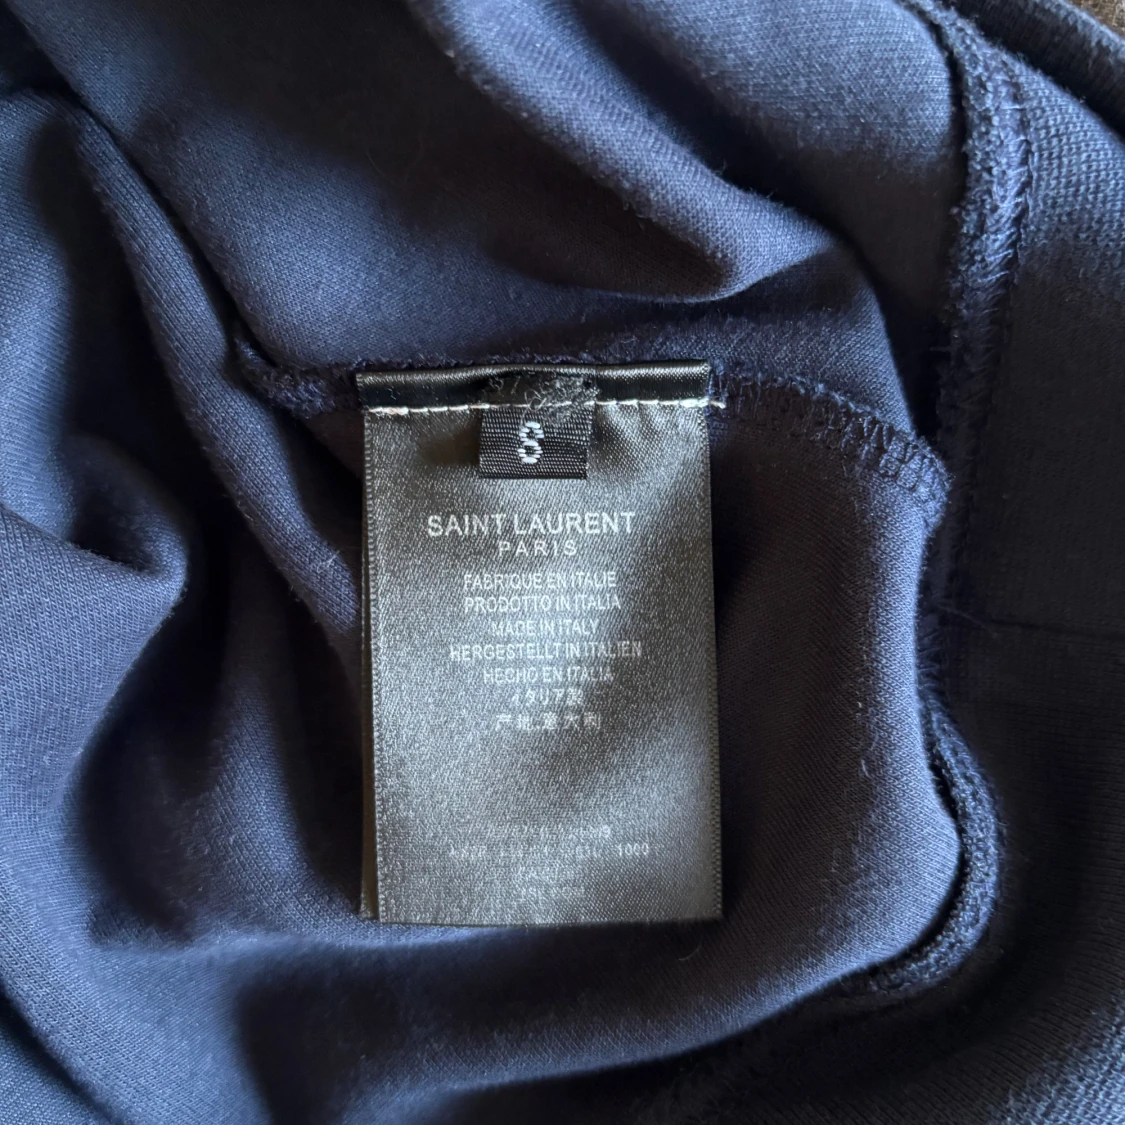 SAINT LAURENT
PARIS
FABRIQUE EN ITALIE
PRODOTTO IN ITALIA
MADE IN ITALY
HERGESTELLT IN ITALIEN
HECHO EN ITALIA
イタリア製
产地:意大利
1000